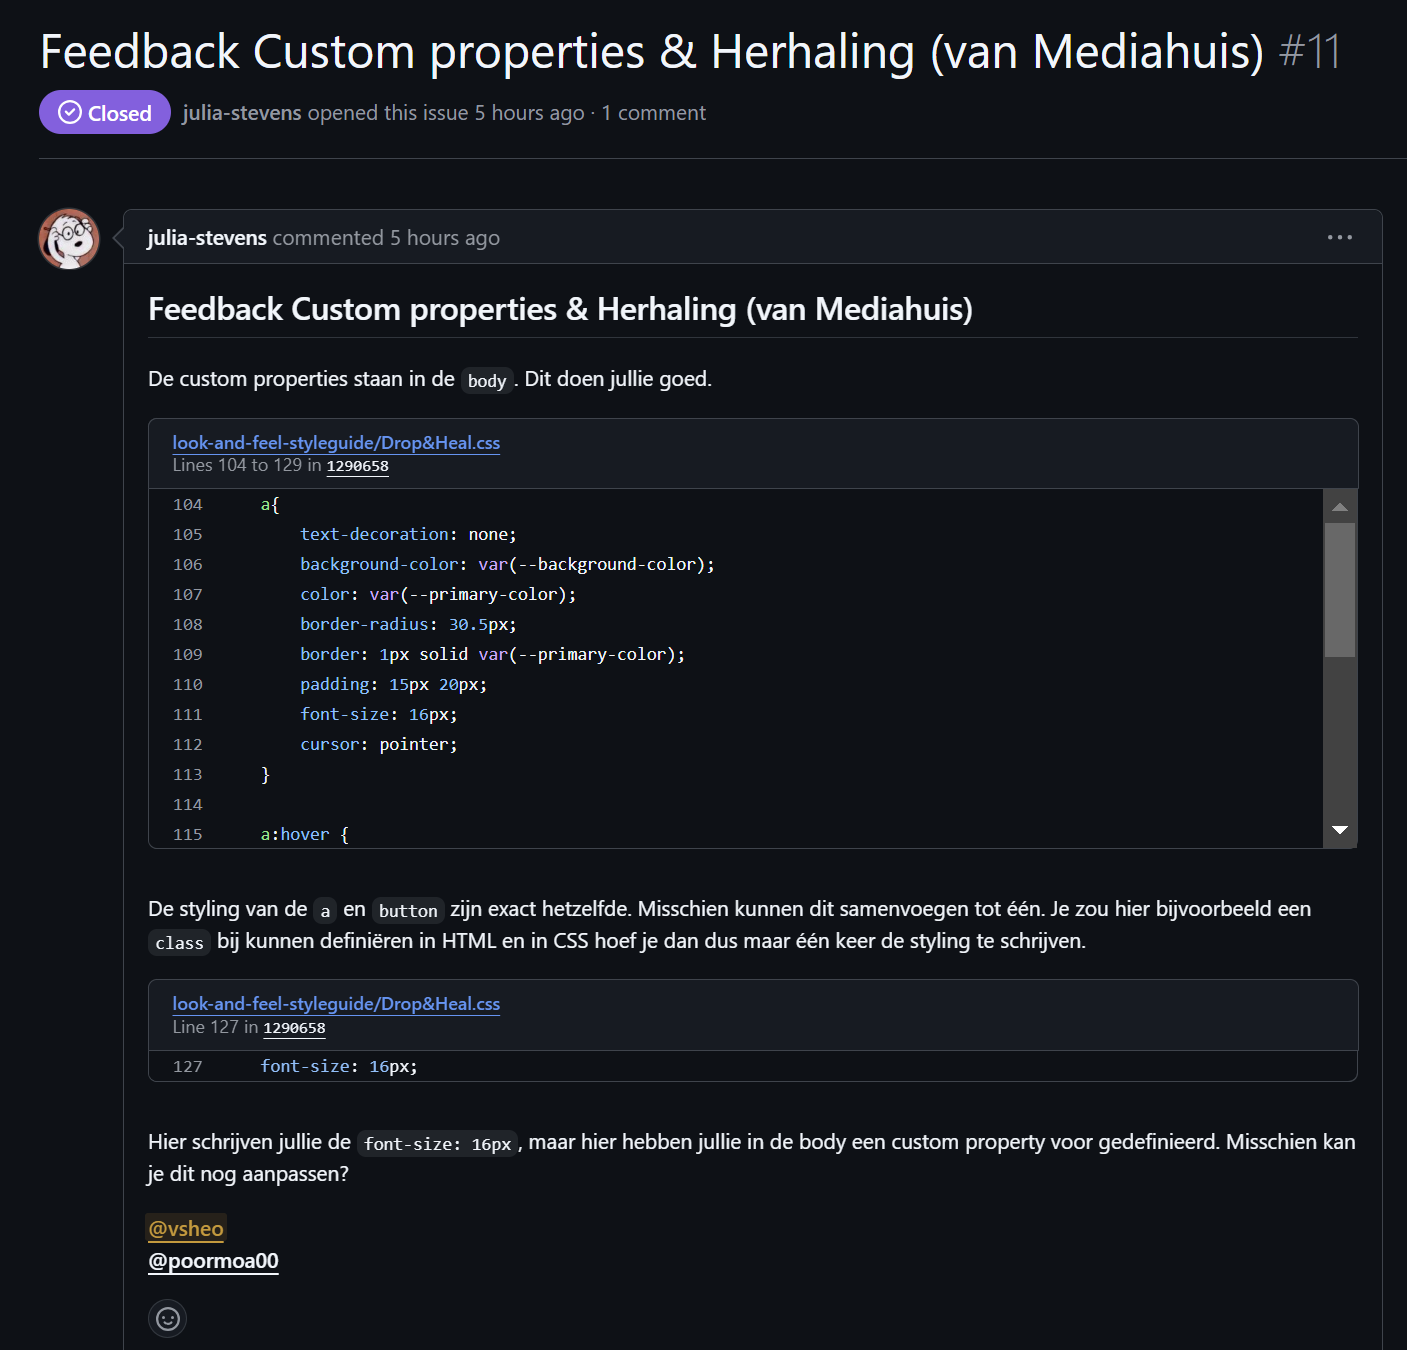 Feedback Custom properties & Herhaling (van Mediahuis) #11
Closed julia-stevens opened this issue 5 hours ago · 1 comment
julia-stevens commented 5 hours ago
Feedback Custom properties & Herhaling (van Mediahuis)
De custom properties staan in de body. Dit doen jullie goed.
look-and-feel-styleguide/Drop&Heal.css
Lines 104 to 129 in 1290658
104 a{
105 text-decoration: none;
106 background-color: var(--background-color);
107 color: var(--primary-color);
108 border-radius: 30.5px;
109 border: 1px solid var(--primary-color);
110 padding: 15px 20px;
111 font-size: 16px;
112 cursor: pointer;
113 }
114
115 a:hover {
De styling van de a en button zijn exact hetzelfde. Misschien kunnen dit samenvoegen tot één. Je zou hier bijvoorbeeld een
class bij kunnen definiëren in HTML en in CSS hoef je dan dus maar één keer de styling te schrijven.
look-and-feel-styleguide/Drop&Heal.css
Line 127 in 1290658
127 font-size: 16px;
Hier schrijven jullie de font-size: 16px, maar hier hebben jullie in de body een custom property voor gedefinieerd. Misschien kan
je dit nog aanpassen?
@vsheo
@poormoa00